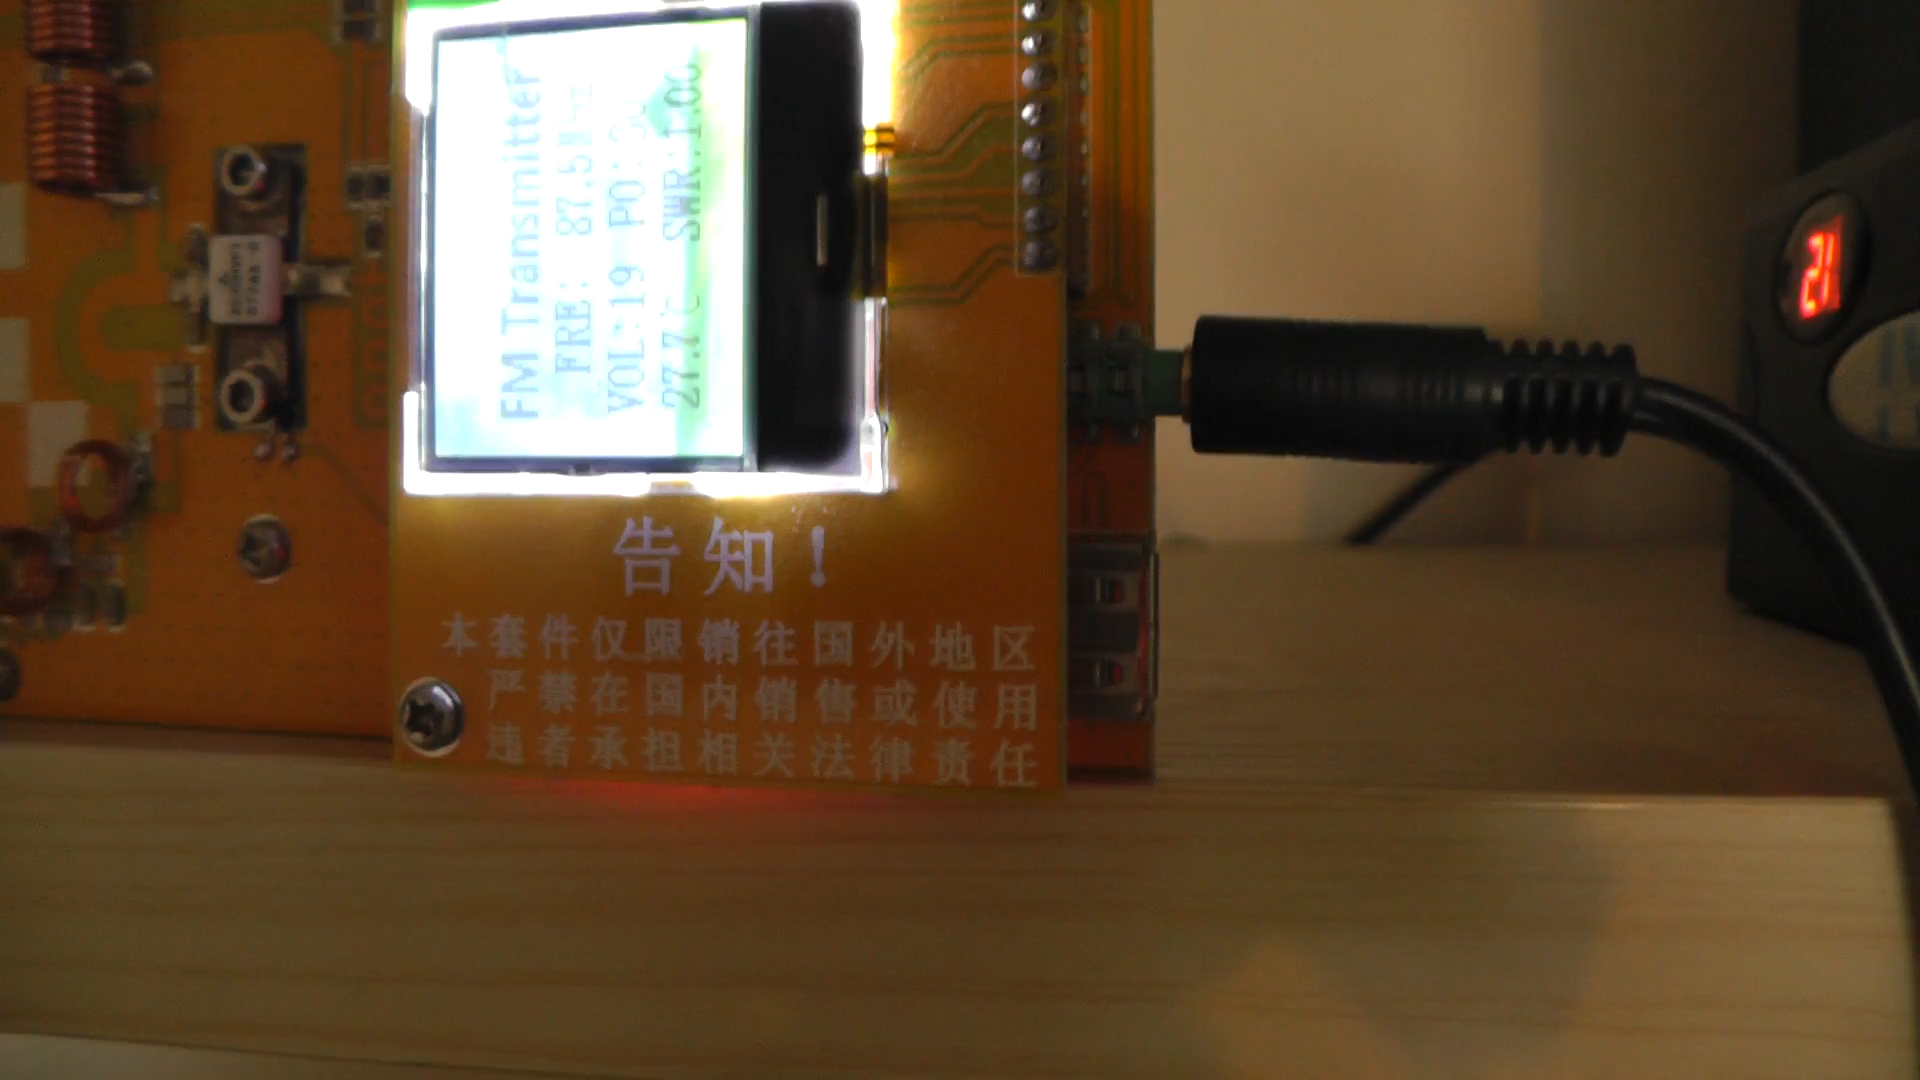 FM Transmitter
FRE: 87.5MHz
VOL:19 PO:30
27.7℃ SWR:1.00
21
告知！
本套件仅限销往国外地区
严禁在国内销售或使用
违者承担相关法律责任